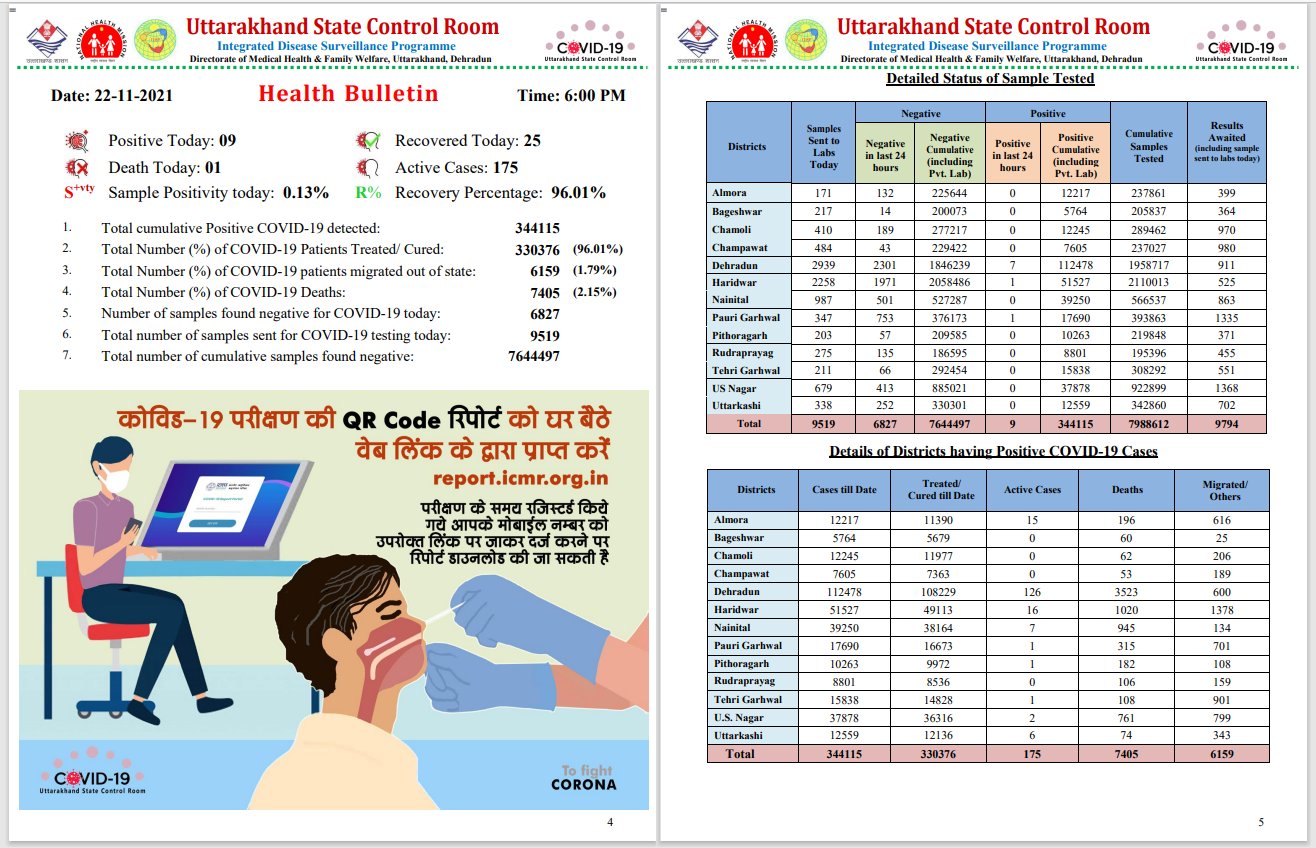 Uttarakhand State Control Room
Integrated Disease Surveillance Programme
Directorate of Medical Health & Family Welfare, Uttarakhand, Dehradun
NATIONAL HEALTH MISSION
उत्तराखण्ड शासन
COVID-19
Uttarakhand State Control Room
Date: 22-11-2021 Health Bulletin Time: 6:00 PM
Positive Today: 09 Recovered Today: 25
Death Today: 01 Active Cases: 175
S+vty Sample Positivity today: 0.13% R% Recovery Percentage: 96.01%
1. Total cumulative Positive COVID-19 detected: 344115
2. Total Number (%) of COVID-19 Patients Treated/ Cured: 330376 (96.01%)
3. Total Number (%) of COVID-19 patients migrated out of state: 6159 (1.79%)
4. Total Number (%) of COVID-19 Deaths: 7405 (2.15%)
5. Number of samples found negative for COVID-19 today: 6827
6. Total number of samples sent for COVID-19 testing today: 9519
7. Total number of cumulative samples found negative: 7644497
कोविड-19 परीक्षण की QR Code रिपोर्ट को घर बैठे
वेब लिंक के द्वारा प्राप्त करें
report.icmr.org.in
परीक्षण के समय रजिस्टर्ड किये
गये आपके मोबाईल नम्बर को
उपरोक्त लिंक पर जाकर दर्ज करने पर
रिपोर्ट डाउनलोड की जा सकती है
COVID-19
Uttarakhand State Control Room
To fight
CORONA
4
Uttarakhand State Control Room
Integrated Disease Surveillance Programme
Directorate of Medical Health & Family Welfare, Uttarakhand, Dehradun
NATIONAL HEALTH MISSION
उत्तराखण्ड शासन
COVID-19
Uttarakhand State Control Room
Detailed Status of Sample Tested
Districts Samples Sent to Labs Today Negative Positive Cumulative Samples Tested Results Awaited (including sample sent to labs today)
Negative in last 24 hours Negative Cumulative (including Pvt. Lab) Positive in last 24 hours Positive Cumulative (including Pvt. Lab)
Almora 171 132 225644 0 12217 237861 399
Bageshwar 217 14 200073 0 5764 205837 364
Chamoli 410 189 277217 0 12245 289462 970
Champawat 484 43 229422 0 7605 237027 980
Dehradun 2939 2301 1846239 7 112478 1958717 911
Haridwar 2258 1971 2058486 1 51527 2110013 525
Nainital 987 501 527287 0 39250 566537 863
Pauri Garhwal 347 753 376173 1 17690 393863 1335
Pithoragarh 203 57 209585 0 10263 219848 371
Rudraprayag 275 135 186595 0 8801 195396 455
Tehri Garhwal 211 66 292454 0 15838 308292 551
US Nagar 679 413 885021 0 37878 922899 1368
Uttarkashi 338 252 330301 0 12559 342860 702
Total 9519 6827 7644497 9 344115 7988612 9794
Details of Districts having Positive COVID-19 Cases
Districts Cases till Date Treated/ Cured till Date Active Cases Deaths Migrated/ Others
Almora 12217 11390 15 196 616
Bageshwar 5764 5679 0 60 25
Chamoli 12245 11977 0 62 206
Champawat 7605 7363 0 53 189
Dehradun 112478 108229 126 3523 600
Haridwar 51527 49113 16 1020 1378
Nainital 39250 38164 7 945 134
Pauri Garhwal 17690 16673 1 315 701
Pithoragarh 10263 9972 1 182 108
Rudraprayag 8801 8536 0 106 159
Tehri Garhwal 15838 14828 1 108 901
U.S. Nagar 37878 36316 2 761 799
Uttarkashi 12559 12136 6 74 343
Total 344115 330376 175 7405 6159
5